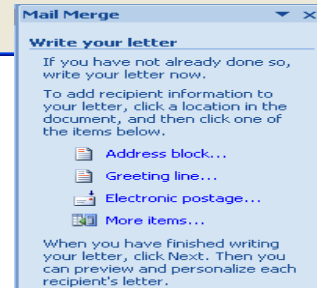 Mail Merge
Write your letter
If you have not already done so,
write your letter now.
To add recipient information to
your letter, click a location in the
document, and then click one of
the items below.
Address block...
Greeting line...
Electronic postage...
More items...
When you have finished writing
your letter, click Next. Then you
can preview and personalize each
recipient's letter.